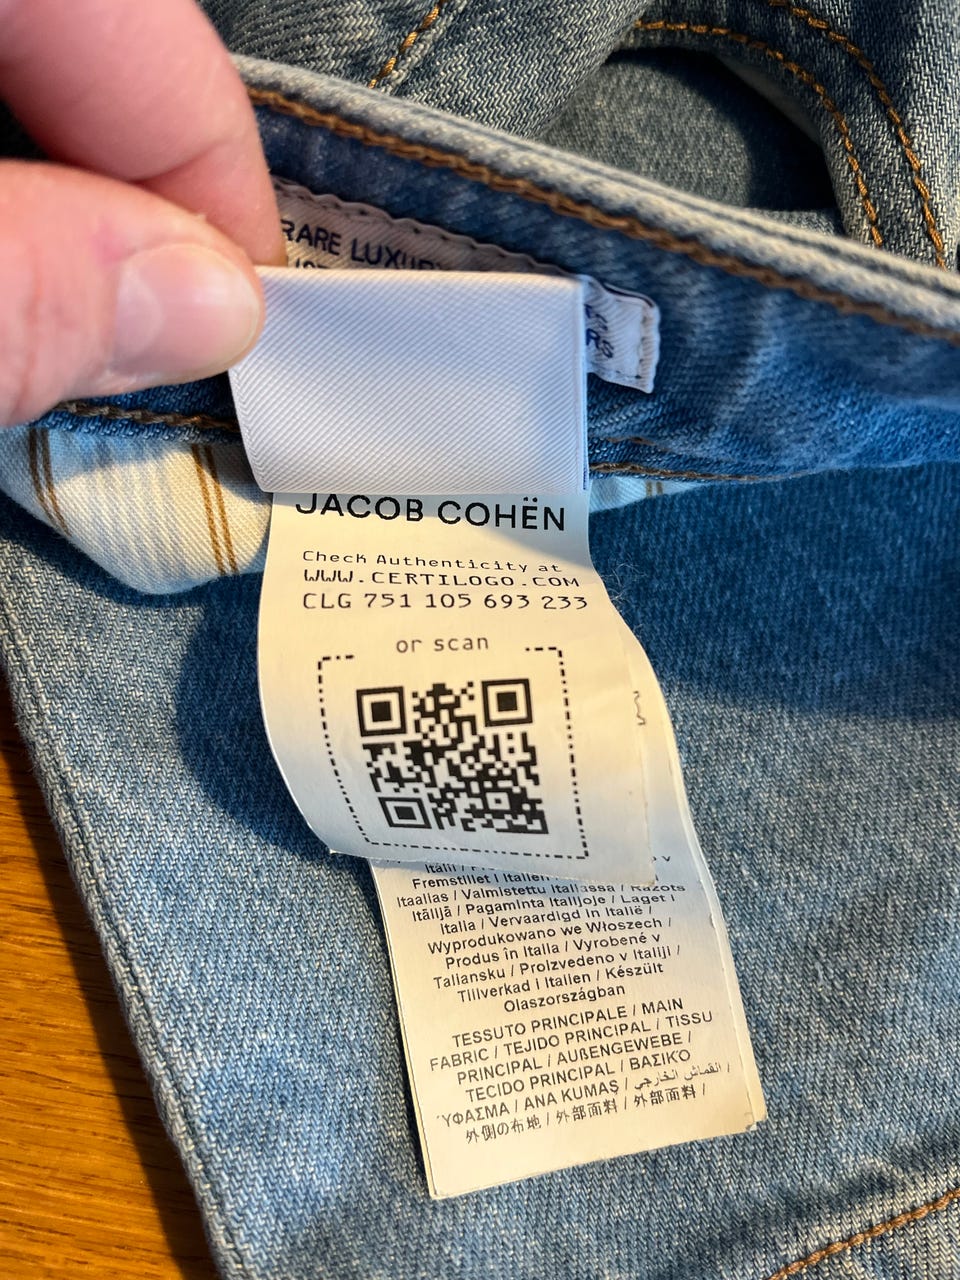 RARE LUXURY
RS
JACOB COHËN
Check Authenticity at
WWW.CERTILOGO.COM
CLG 751 105 693 233
or scan
Fremstillet i Italien
Itaalias / Valmistettu Italiassa / Ražots
Itālijā / Pagaminta Italijoje / Laget i
Italia / Vervaardigd in Italië /
Wyprodukowano we Włoszech /
Produs în Italia / Vyrobené v
Taliansku / Proizvedeno v Italiji /
Tillverkad i Italien / Készült
Olaszországban
TESSUTO PRINCIPALE / MAIN
FABRIC / TEJIDO PRINCIPAL / TISSU
PRINCIPAL / AUßENGEWEBE /
TECIDO PRINCIPAL / ΒΑΣΙΚΌ
ΎΦΑΣΜΑ / ANA KUMAŞ / القماش الخارجي /
外側の布地 / 外部面料 / 外部面料 /